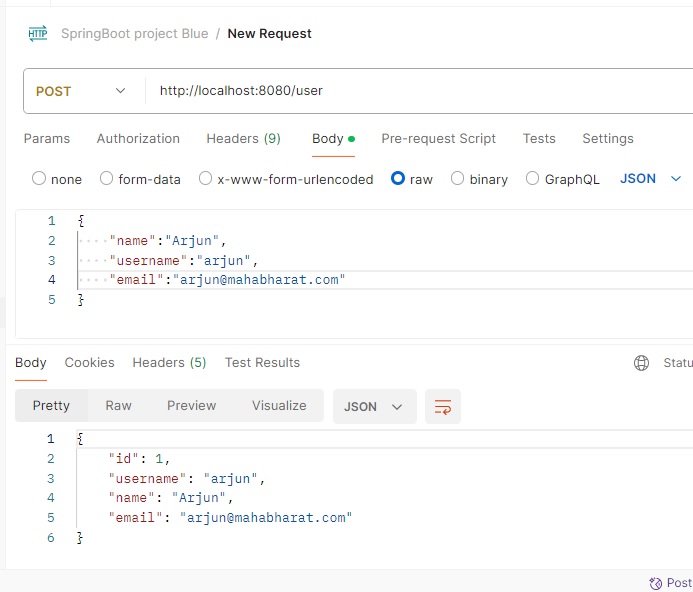 HTTP SpringBoot project Blue / New Request
POST http://localhost:8080/user
Params Authorization Headers (9) Body Pre-request Script Tests Settings
none form-data x-www-form-urlencoded raw binary GraphQL JSON
1 {
2 "name":"Arjun",
3 "username":"arjun",
4 "email":"arjun@mahabharat.com"
5 }
Body Cookies Headers (5) Test Results Statu
Pretty Raw Preview Visualize JSON
1 {
2 "id": 1,
3 "username": "arjun",
4 "name": "Arjun",
5 "email": "arjun@mahabharat.com"
6 }
Post